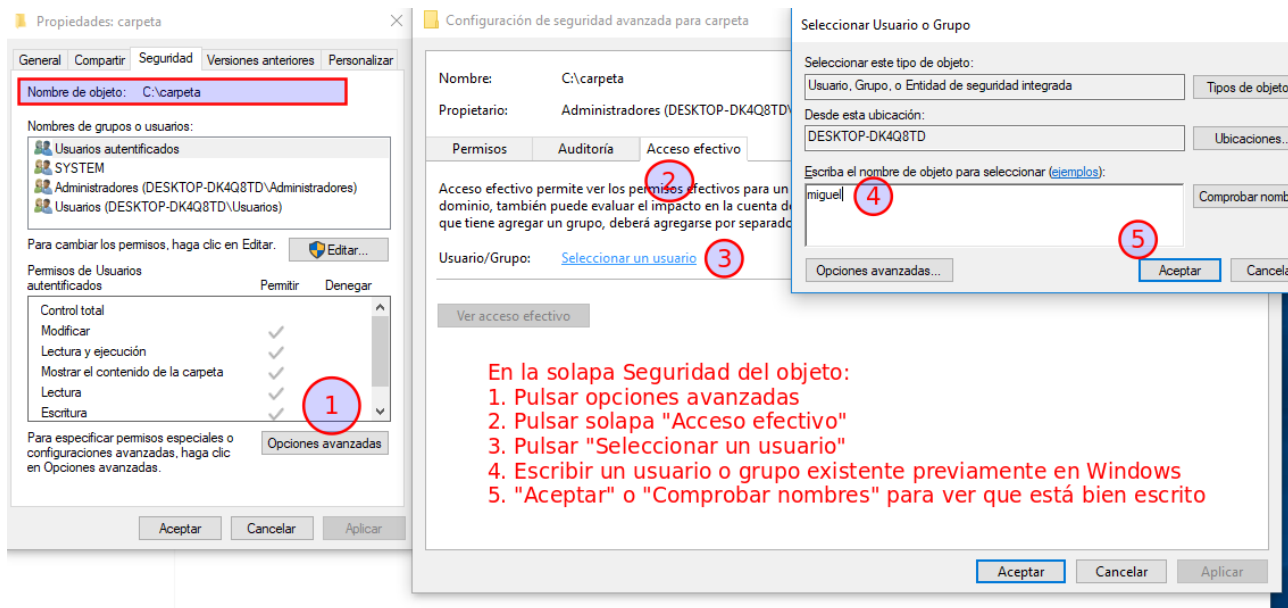 Propiedades: carpeta
General Compartir Seguridad Versiones anteriores Personalizar
Nombre de objeto: C:\carpeta
Nombres de grupos o usuarios:
Usuarios autentificados
SYSTEM
Administradores (DESKTOP-DK4Q8TD\Administradores)
Usuarios (DESKTOP-DK4Q8TD\Usuarios)
Para cambiar los permisos, haga clic en Editar. Editar...
Permisos de Usuarios
autentificados Permitir Denegar
Control total
Modificar
Lectura y ejecución
Mostrar el contenido de la carpeta
Lectura
Escritura
1
Para especificar permisos especiales o
configuraciones avanzadas, haga clic
en Opciones avanzadas.
Opciones avanzadas
Aceptar Cancelar Aplicar
Configuración de seguridad avanzada para carpeta
Nombre: C:\carpeta
Propietario: Administradores (DESKTOP-DK4Q8TD\
Permisos Auditoría Acceso efectivo
2
Acceso efectivo permite ver los permisos efectivos para un
dominio, también puede evaluar el impacto en la cuenta de
que tiene agregar un grupo, deberá agregarse por separado
Usuario/Grupo: Seleccionar un usuario 3
Ver acceso efectivo
En la solapa Seguridad del objeto:
1. Pulsar opciones avanzadas
2. Pulsar solapa "Acceso efectivo"
3. Pulsar "Seleccionar un usuario"
4. Escribir un usuario o grupo existente previamente en Windows
5. "Aceptar" o "Comprobar nombres" para ver que está bien escrito
Aceptar Cancelar Aplicar
Seleccionar Usuario o Grupo
Seleccionar este tipo de objeto:
Usuario, Grupo, o Entidad de seguridad integrada Tipos de objeto
Desde esta ubicación:
DESKTOP-DK4Q8TD Ubicaciones...
Escriba el nombre de objeto para seleccionar (ejemplos):
miguel 4 Comprobar nomb
5
Opciones avanzadas... Aceptar Cancela